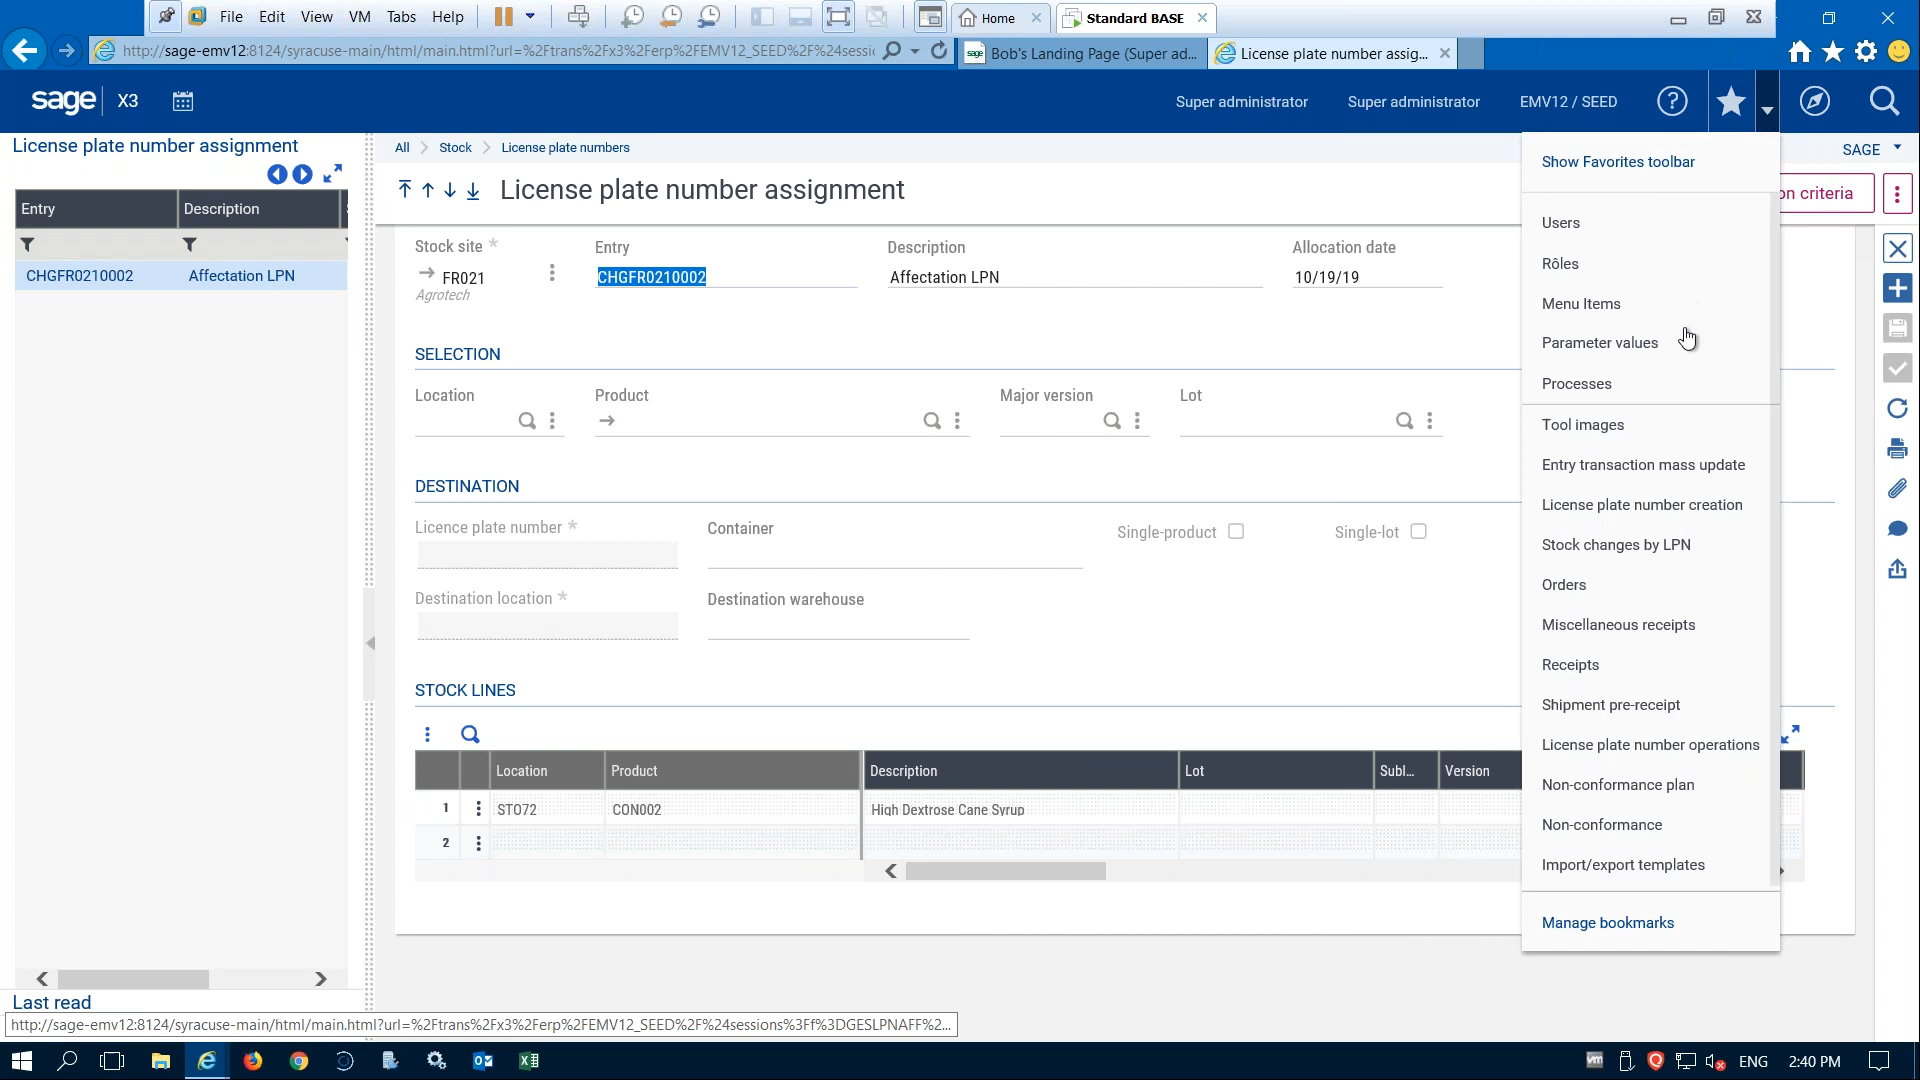 File Edit View VM Tabs Help
Home
Standard BASE
http://sage-emv12:8124/syracuse-main/html/main.html?url=%2Ftrans%2Fx3%2Ferp%2FEMV12_SEED%2F%24sessi
Bob's Landing Page (Super ad...
License plate number assig...
sage X3
Super administrator
Super administrator
EMV12 / SEED
License plate number assignment
All Stock License plate numbers
Show Favorites toolbar
SAGE
License plate number assignment
on criteria
Entry Description
CHGFR0210002 Affectation LPN
Stock site *
FR021
Agrotech
Entry
CHGFR0210002
Description
Affectation LPN
Allocation date
10/19/19
SELECTION
Location
Product
Major version
Lot
DESTINATION
Licence plate number *
Container
Single-product
Single-lot
Destination location *
Destination warehouse
STOCK LINES
Location Product Description Lot Subl... Version
1 STO72 CON002 High Dextrose Cane Syrup
2
Users
Rôles
Menu Items
Parameter values
Processes
Tool images
Entry transaction mass update
License plate number creation
Stock changes by LPN
Orders
Miscellaneous receipts
Receipts
Shipment pre-receipt
License plate number operations
Non-conformance plan
Non-conformance
Import/export templates
Manage bookmarks
Last read
http://sage-emv12:8124/syracuse-main/html/main.html?url=%2Ftrans%2Fx3%2Ferp%2FEMV12_SEED%2F%24sessions%3Ff%3DGESLPNAFF%2...
ENG 2:40 PM